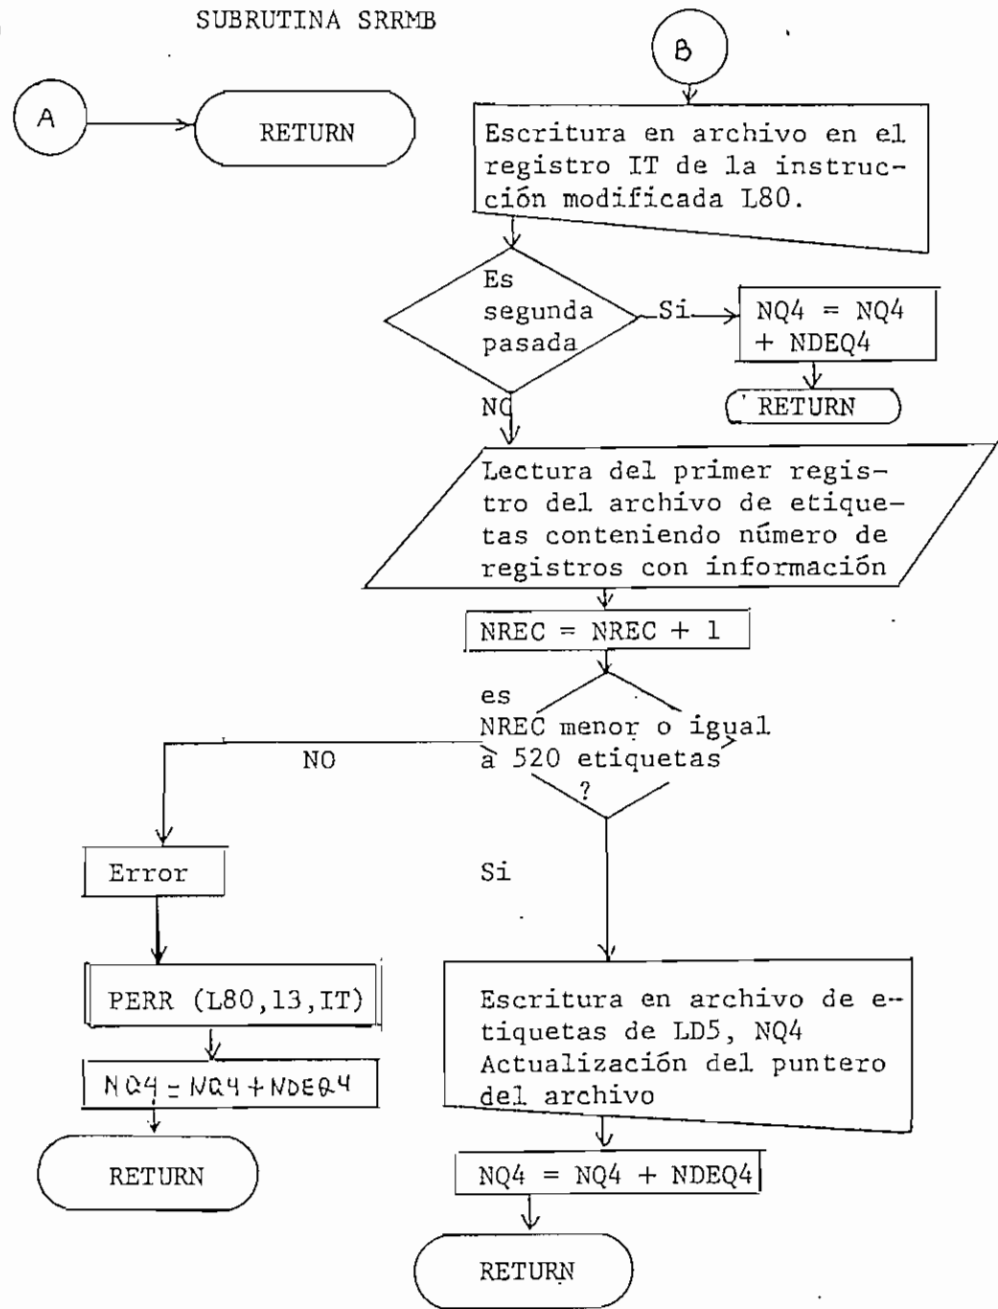 SUBRUTINA SRRMB
A
RETURN
B
Escritura en archivo en el
registro IT de la instruc-
ción modificada L80.
Es
segunda
pasada
Si
NQ4 = NQ4
+ NDEQ4
RETURN
NO
Lectura del primer regis-
tro del archivo de etique-
tas conteniendo número de
registros con información
NREC = NREC + 1
es
NREC menor o igual
a 520 etiquetas
?
NO
Error
PERR (L80,13,IT)
NQ4 = NQ4 + NDEQ4
RETURN
Si
Escritura en archivo de e-
tiquetas de LD5, NQ4
Actualización del puntero
del archivo
NQ4 = NQ4 + NDEQ4
RETURN